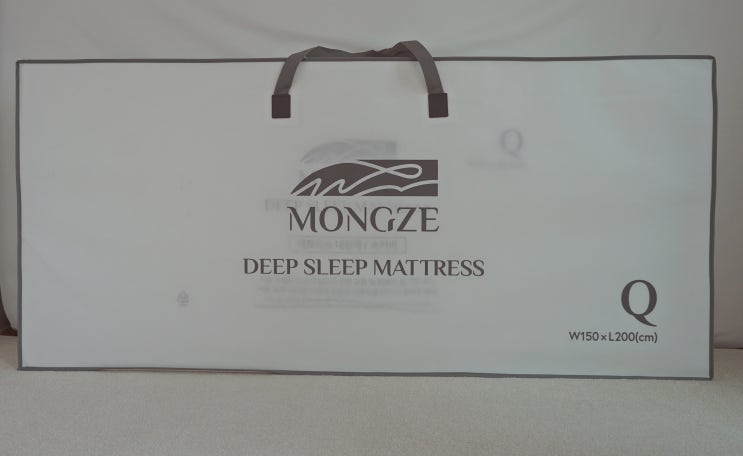 MONGZE
DEEP SLEEP MATTRESS
Q
W150 x L200(cm)